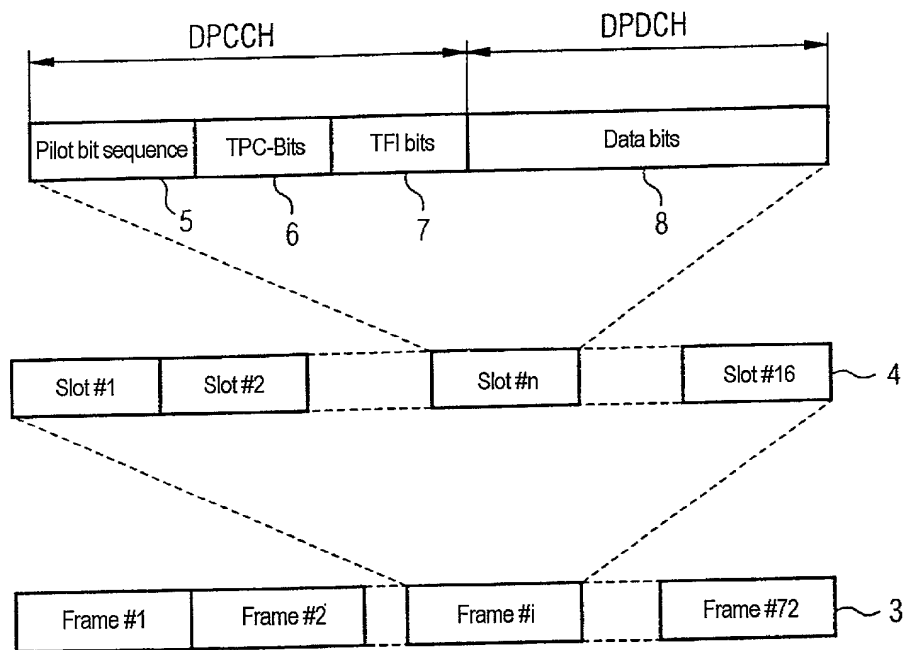 DPCCH DPDCH
Pilot bit sequence TPC-Bits TFI bits Data bits
5 6 7 8
Slot #1 Slot #2 Slot #n Slot #16 4
Frame #1 Frame #2 Frame #i Frame #72 3